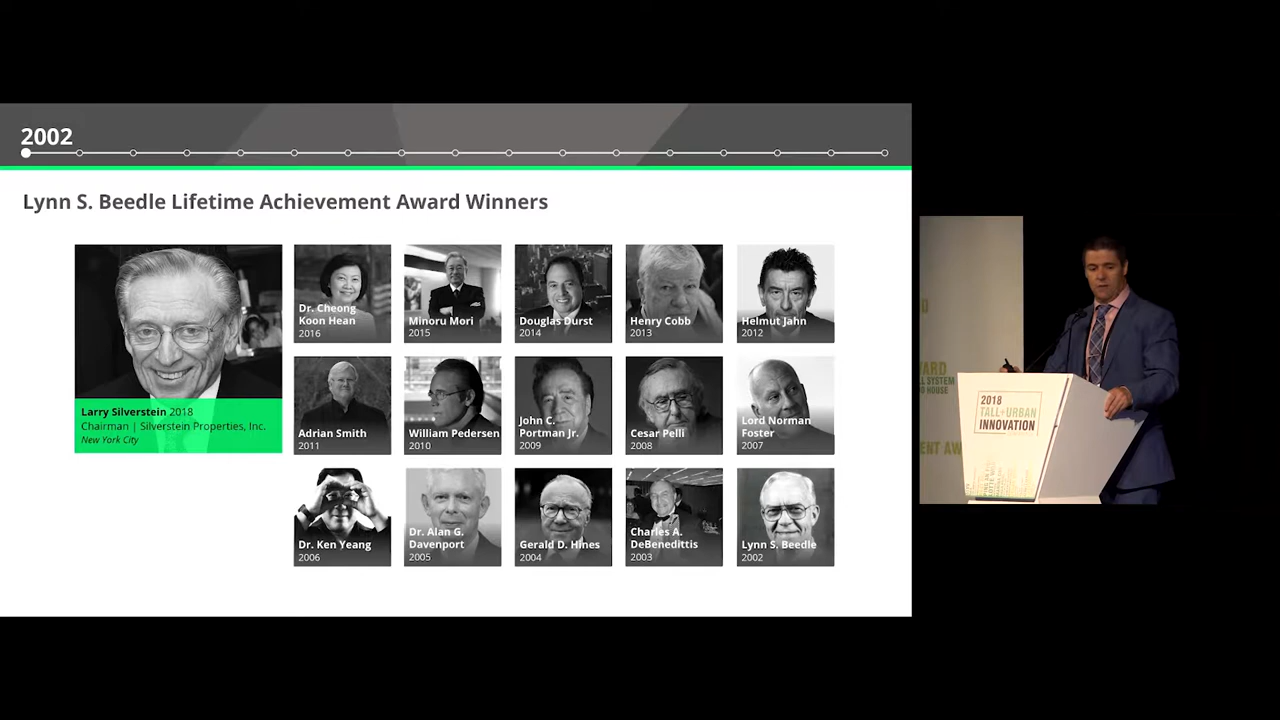 2002
Lynn S. Beedle Lifetime Achievement Award Winners
Larry Silverstein 2018
Chairman | Silverstein Properties, Inc.
New York City
Dr. Cheong
Koon Hean
2016
Minoru Mori
2015
Douglas Durst
2014
Henry Cobb
2013
Helmut Jahn
2012
Adrian Smith
2011
William Pedersen
2010
John C.
Portman Jr.
2009
Cesar Pelli
2008
Lord Norman
Foster
2007
Dr. Ken Yeang
2006
Dr. Alan G.
Davenport
2005
Gerald D. Hines
2004
Charles A.
DeBenedittis
2003
Lynn S. Beedle
2002
2018
TALL+URBAN
INNOVATION